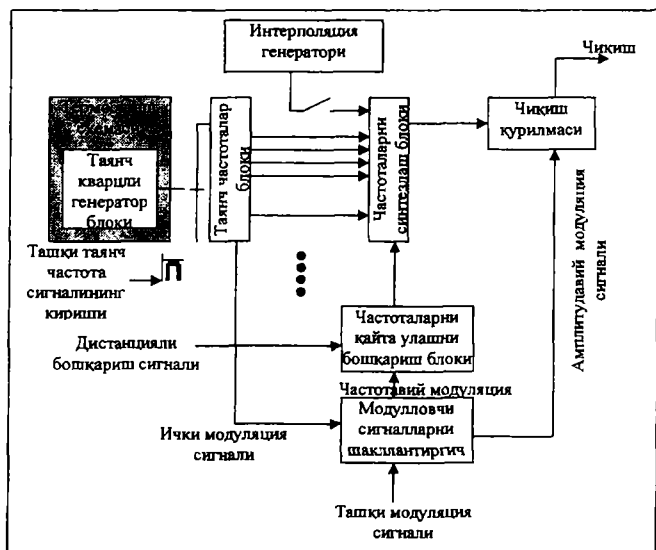 Интерполяция
генератори
Чиқиш
Таянч
кварцли
генератор
блоки
Таянч частоталар
блоки
Частоталарни
синтезлаш блоки
Чиқиш
қурилмаси
Амплитудавий модуляция
сигнали
Ташқи таянч
частота
сигналининг
кириши
Дистанцияли
бошқариш сигнали
Частоталарни
қайта улашни
бошқариш блоки
Частотавий модуляция
Ички модуляция
сигнали
Модулловчи
сигналларни
шакллантиргич
Ташқи модуляция
сигнали